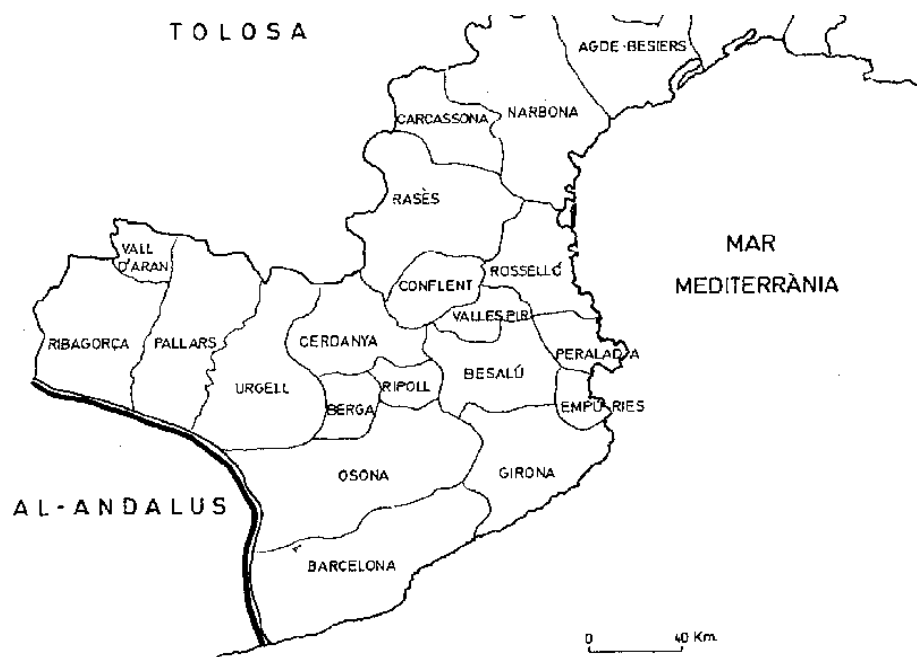 TOLOSA
AGDE-BESIERS
CARCASSONA
NARBONA
RASÈS
VALL
D'ARAN
MAR
MEDITERRÀNIA
CONFLENT
ROSSELLÓ
VALLESPIR
RIBAGORÇA
PALLARS
CERDANYA
PERALADA
URGELL
BERGA
RIPOLL
BESALÚ
EMPÚRIES
OSONA
GIRONA
AL-ANDALUS
BARCELONA
0 40 Km.